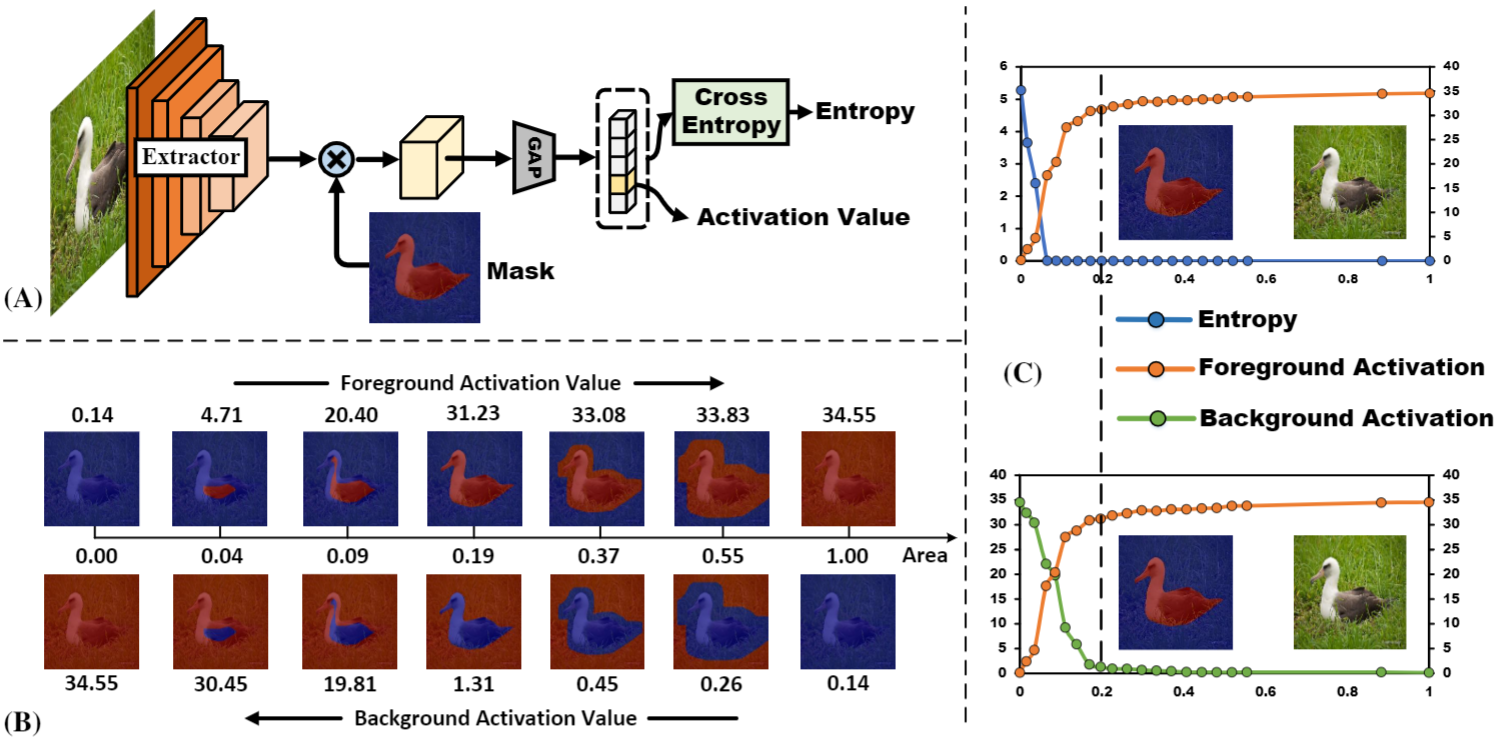 Extractor
GAP
Cross
Entropy
Entropy
Activation Value
Mask
(A)
Foreground Activation Value
0.14 4.71 20.40 31.23 33.08 33.83 34.55
0.00 0.04 0.09 0.19 0.37 0.55 1.00 Area
34.55 30.45 19.81 1.31 0.45 0.26 0.14
Background Activation Value
(B)
6 40
5 35
4 30
3 25
2 20
1 15
0 10
5
0
0 0.2 0.4 0.6 0.8 1
Entropy
Foreground Activation
Background Activation
(C)
40 40
35 35
30 30
25 25
20 20
15 15
10 10
5 5
0 0
0 0.2 0.4 0.6 0.8 1